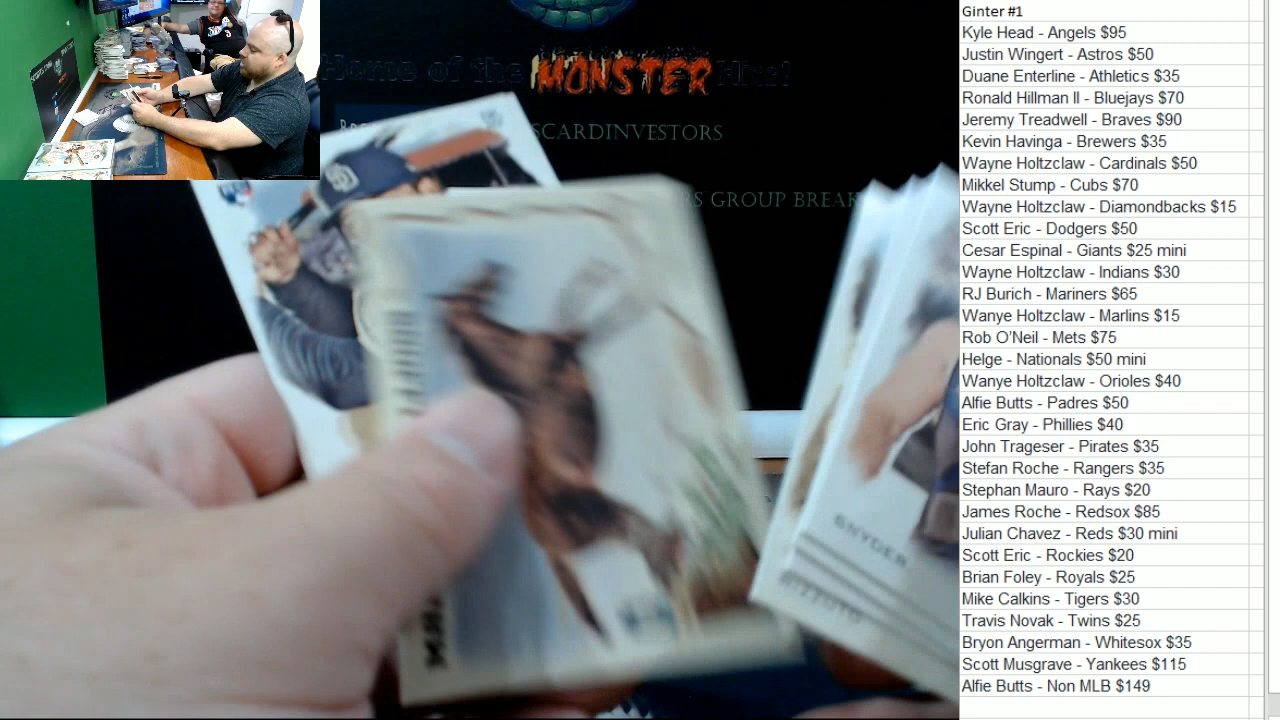 Home of the MONSTER Hits!
SCARDINVESTORS
RS GROUP BREAK
SNYDER
RIZZUTO
Ginter #1
Kyle Head - Angels $95
Justin Wingert - Astros $50
Duane Enterline - Athletics $35
Ronald Hillman II - Bluejays $70
Jeremy Treadwell - Braves $90
Kevin Havinga - Brewers $35
Wayne Holtzclaw - Cardinals $50
Mikkel Stump - Cubs $70
Wayne Holtzclaw - Diamondbacks $15
Scott Eric - Dodgers $50
Cesar Espinal - Giants $25 mini
Wayne Holtzclaw - Indians $30
RJ Burich - Mariners $65
Wanye Holtzclaw - Marlins $15
Rob O'Neil - Mets $75
Helge - Nationals $50 mini
Wanye Holtzclaw - Orioles $40
Alfie Butts - Padres $50
Eric Gray - Phillies $40
John Trageser - Pirates $35
Stefan Roche - Rangers $35
Stephan Mauro - Rays $20
James Roche - Redsox $85
Julian Chavez - Reds $30 mini
Scott Eric - Rockies $20
Brian Foley - Royals $25
Mike Calkins - Tigers $30
Travis Novak - Twins $25
Bryon Angerman - Whitesox $35
Scott Musgrave - Yankees $115
Alfie Butts - Non MLB $149